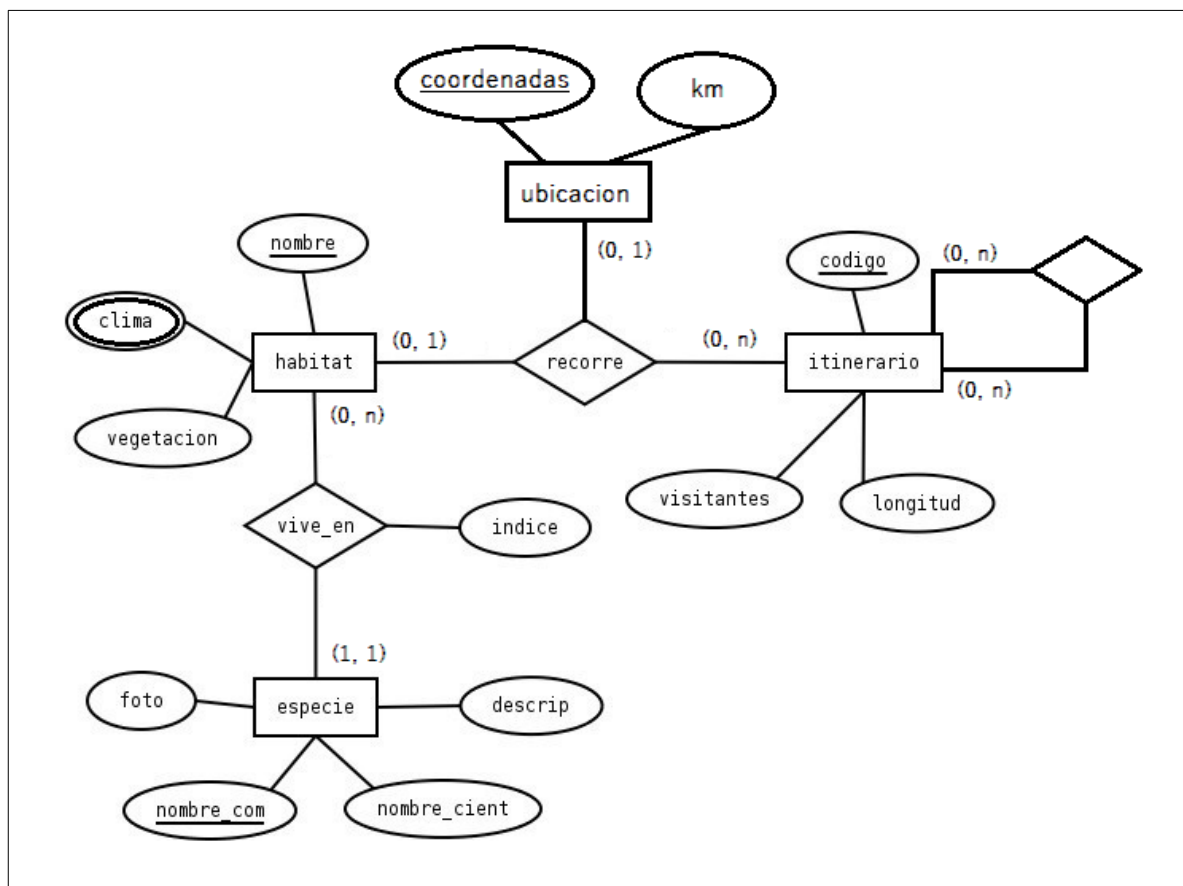 coordenadas
km
ubicacion
(0, 1)
nombre
codigo
(0, n)
clima
habitat
(0, 1)
recorre
(0, n)
itinerario
(0, n)
(0, n)
vegetacion
visitantes
longitud
vive_en
indice
(1, 1)
foto
especie
descrip
nombre_com
nombre_cient